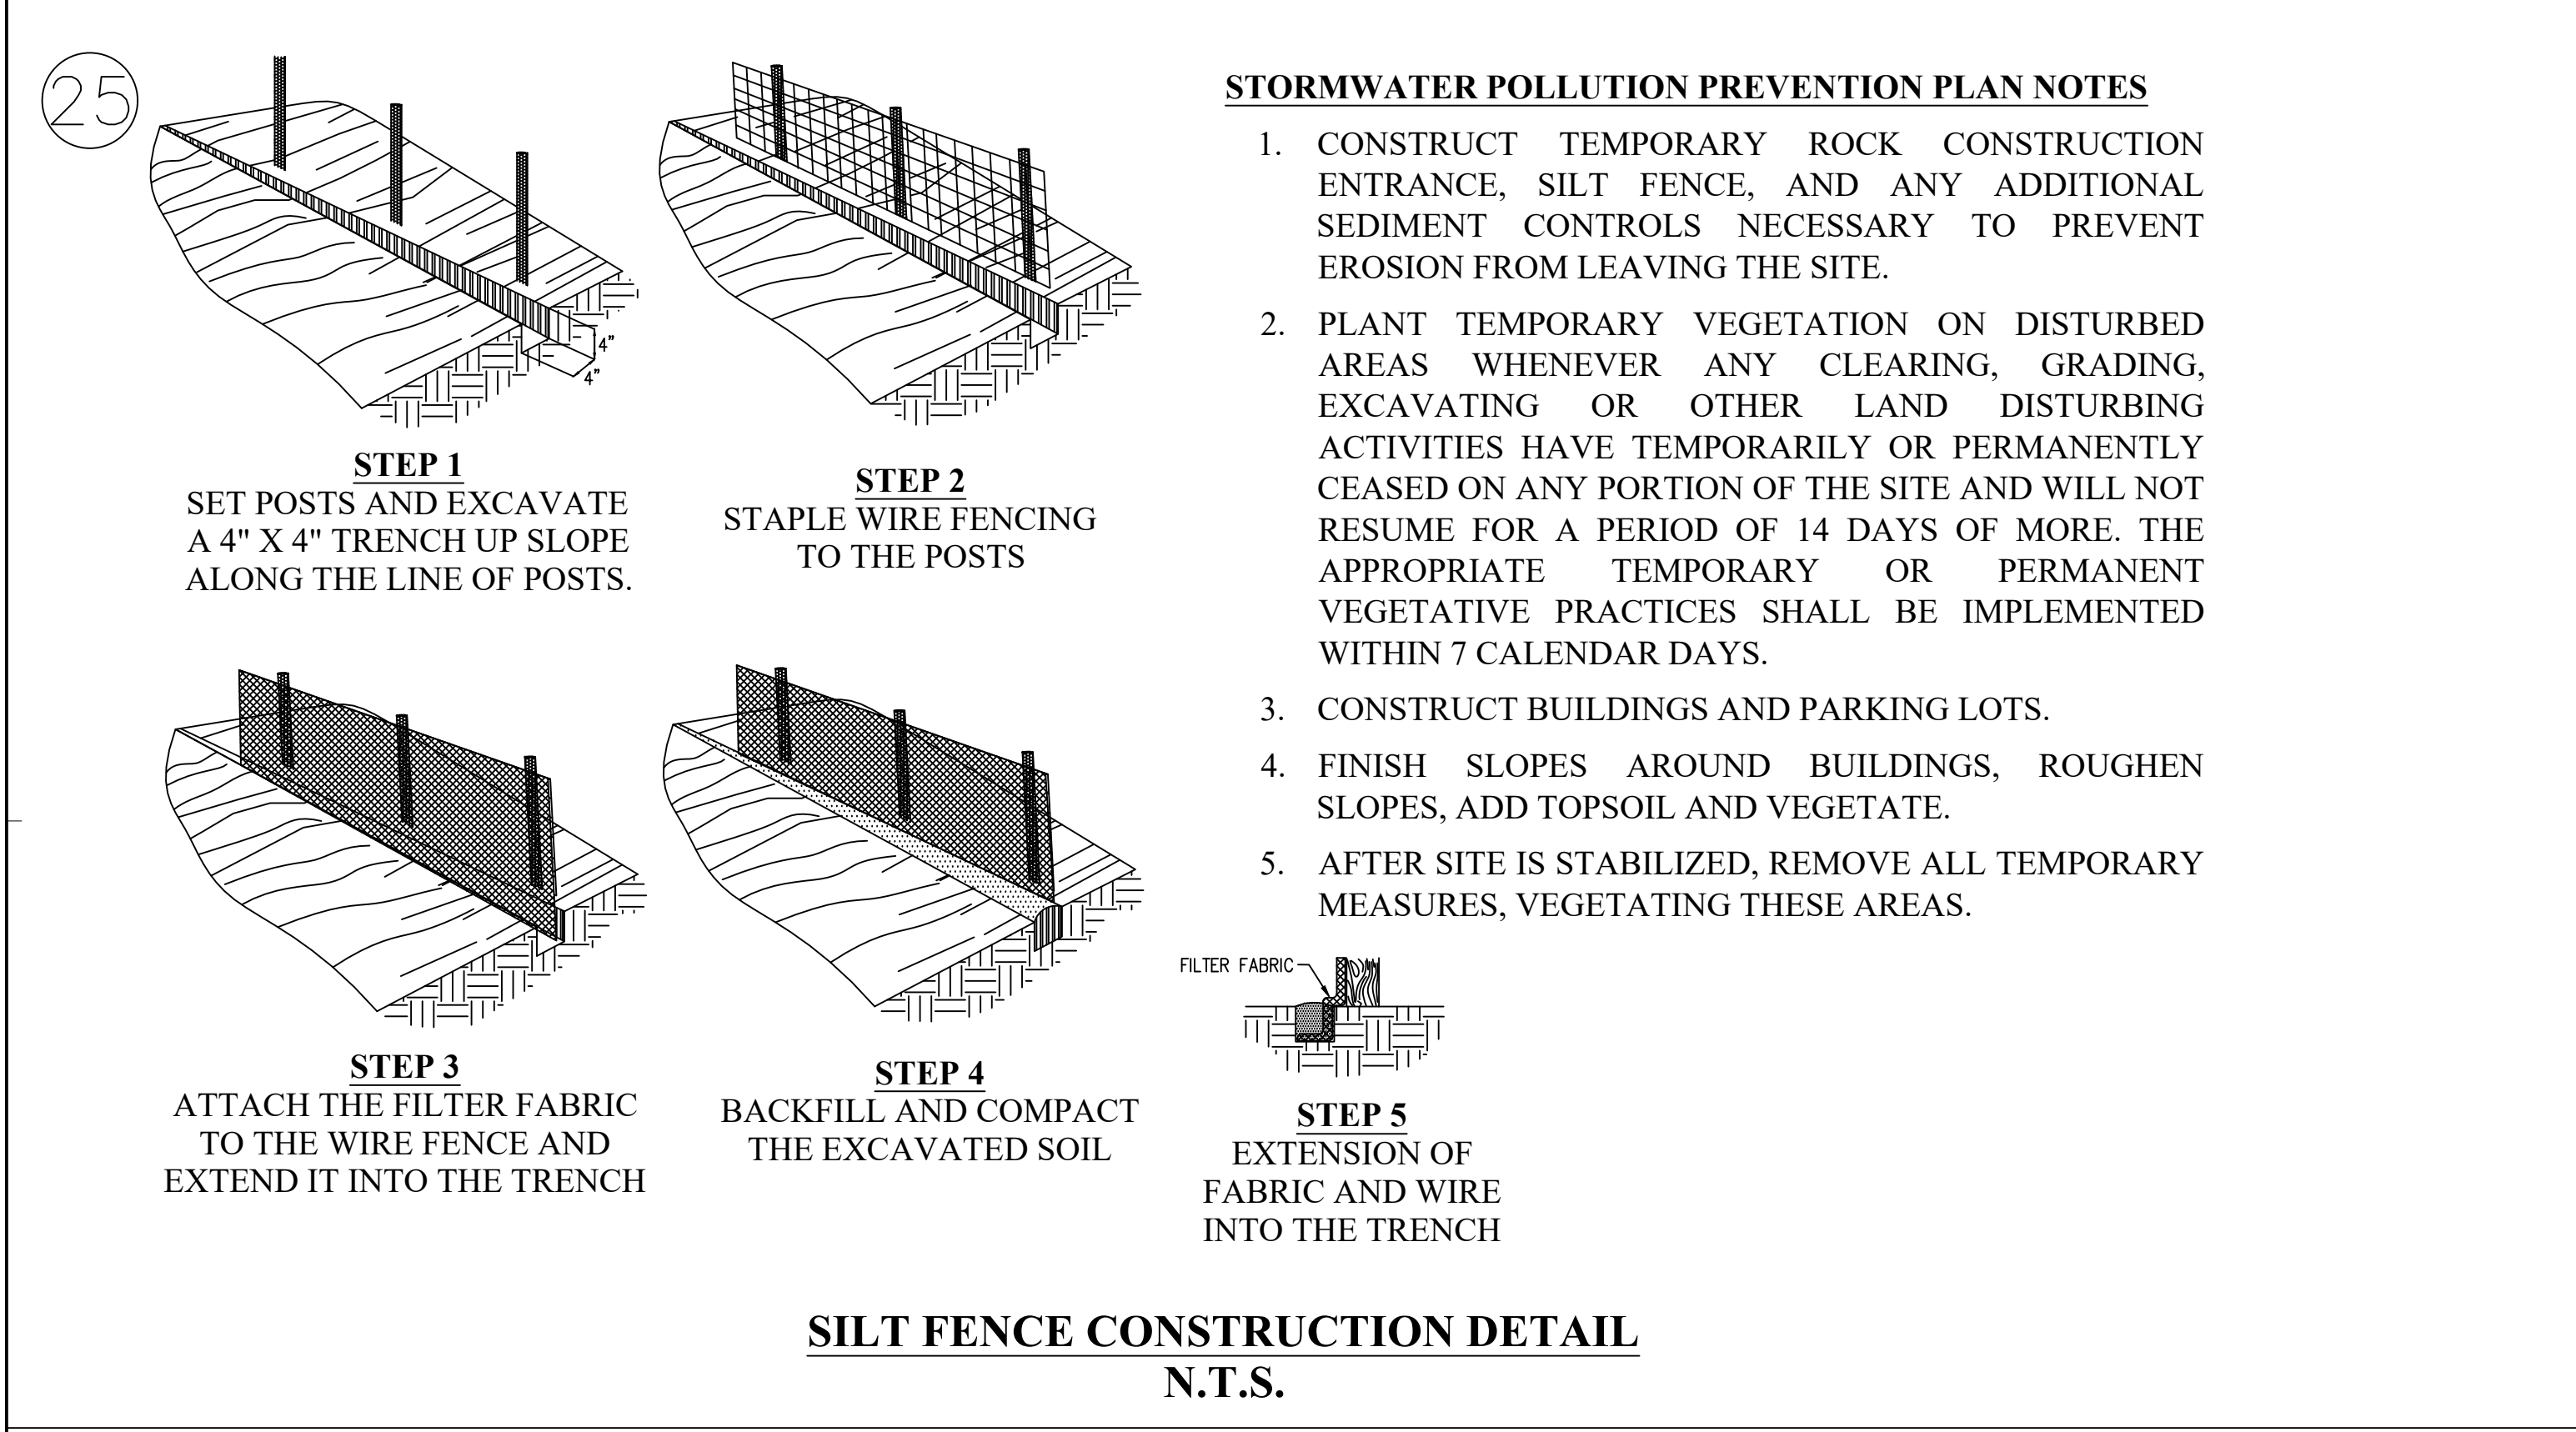 25
4"
4"
STEP 1
SET POSTS AND EXCAVATE
A 4" X 4" TRENCH UP SLOPE
ALONG THE LINE OF POSTS.
STEP 2
STAPLE WIRE FENCING
TO THE POSTS
STEP 3
ATTACH THE FILTER FABRIC
TO THE WIRE FENCE AND
EXTEND IT INTO THE TRENCH
STEP 4
BACKFILL AND COMPACT
THE EXCAVATED SOIL
STORMWATER POLLUTION PREVENTION PLAN NOTES
1. CONSTRUCT TEMPORARY ROCK CONSTRUCTION
ENTRANCE, SILT FENCE, AND ANY ADDITIONAL
SEDIMENT CONTROLS NECESSARY TO PREVENT
EROSION FROM LEAVING THE SITE.
2. PLANT TEMPORARY VEGETATION ON DISTURBED
AREAS WHENEVER ANY CLEARING, GRADING,
EXCAVATING OR OTHER LAND DISTURBING
ACTIVITIES HAVE TEMPORARILY OR PERMANENTLY
CEASED ON ANY PORTION OF THE SITE AND WILL NOT
RESUME FOR A PERIOD OF 14 DAYS OF MORE. THE
APPROPRIATE TEMPORARY OR PERMANENT
VEGETATIVE PRACTICES SHALL BE IMPLEMENTED
WITHIN 7 CALENDAR DAYS.
3. CONSTRUCT BUILDINGS AND PARKING LOTS.
4. FINISH SLOPES AROUND BUILDINGS, ROUGHEN
SLOPES, ADD TOPSOIL AND VEGETATE.
5. AFTER SITE IS STABILIZED, REMOVE ALL TEMPORARY
MEASURES, VEGETATING THESE AREAS.
FILTER FABRIC
STEP 5
EXTENSION OF
FABRIC AND WIRE
INTO THE TRENCH
SILT FENCE CONSTRUCTION DETAIL
N.T.S.